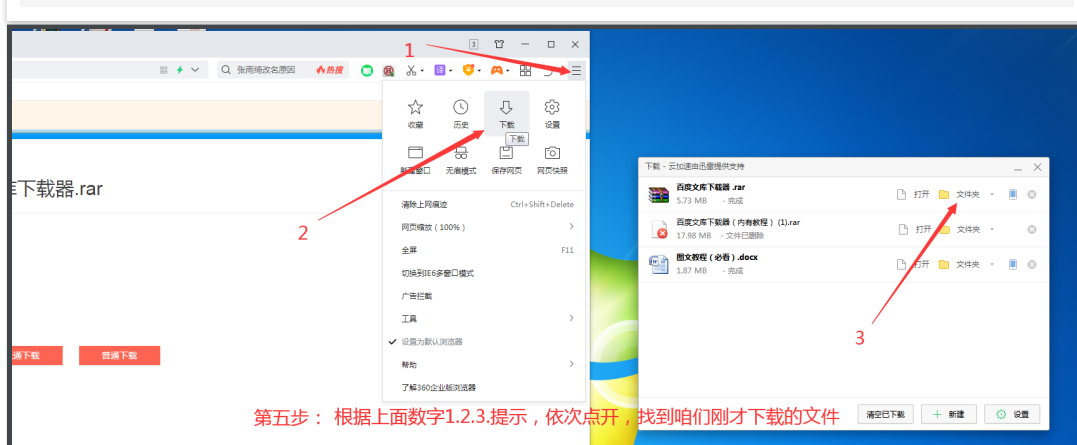 1
3
张雨绮改名原因
热搜
译
收藏
历史
下载
设置
下载
新建窗口
无痕模式
保存网页
网页快照
库下载器.rar
清除上网痕迹 Ctrl+Shift+Delete
2
网页缩放（100%）
全屏 F11
切换到IE6多窗口模式
广告拦截
工具
设置为默认浏览器
帮助
了解360企业版浏览器
普通下载
普通下载
下载 - 云加速由迅雷提供支持
百度文库下载器 .rar
5.73 MB - 完成
打开 文件夹
百度文库下载器（内有教程） (1).rar
17.98 MB - 文件已删除
打开 文件夹
图文教程（必看）.docx
1.87 MB - 完成
打开 文件夹
3
清空已下载 新建 设置
第五步： 根据上面数字1.2.3.提示，依次点开，找到咱们刚才下载的文件